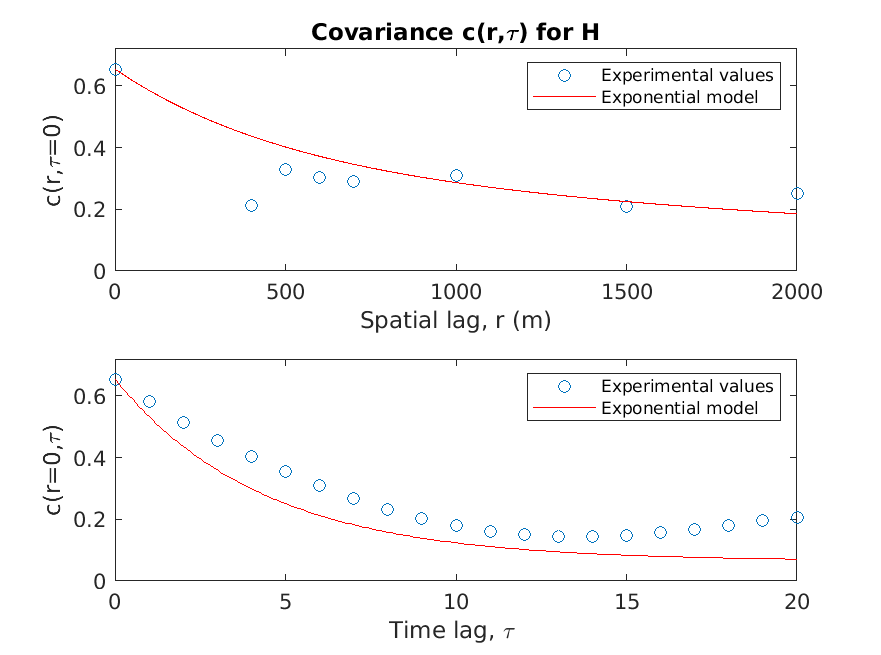 Covariance c(r,τ) for H
Experimental values
Exponential model
c(r,τ=0)
0.6
0.4
0.2
0
0 500 1000 1500 2000
Spatial lag, r (m)
Experimental values
Exponential model
c(r=0,τ)
0.6
0.4
0.2
0
0 5 10 15 20
Time lag, τ